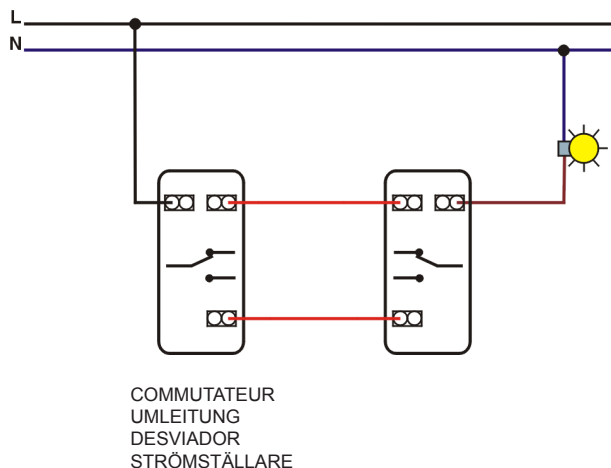 L
N
COMMUTATEUR
UMLEITUNG
DESVIADOR
STRÖMSTÄLLARE